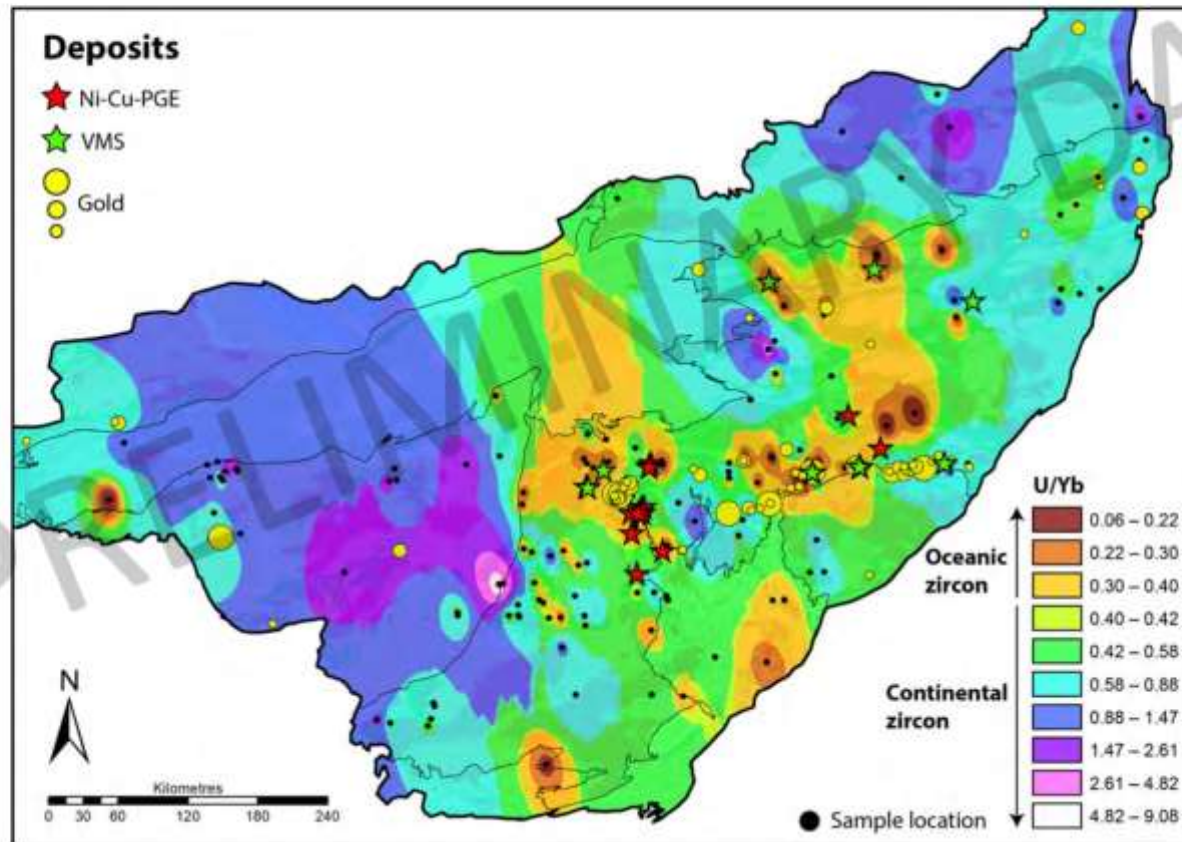 Deposits
Ni-Cu-PGE
VMS
Gold
PRELIMINARY DA
N
Kilometres
0 30 60 120 180 240
U/Yb
Oceanic
zircon
Continental
zircon
0.06 – 0.22
0.22 – 0.30
0.30 – 0.40
0.40 – 0.42
0.42 – 0.58
0.58 – 0.88
0.88 – 1.47
1.47 – 2.61
2.61 – 4.82
4.82 – 9.08
Sample location